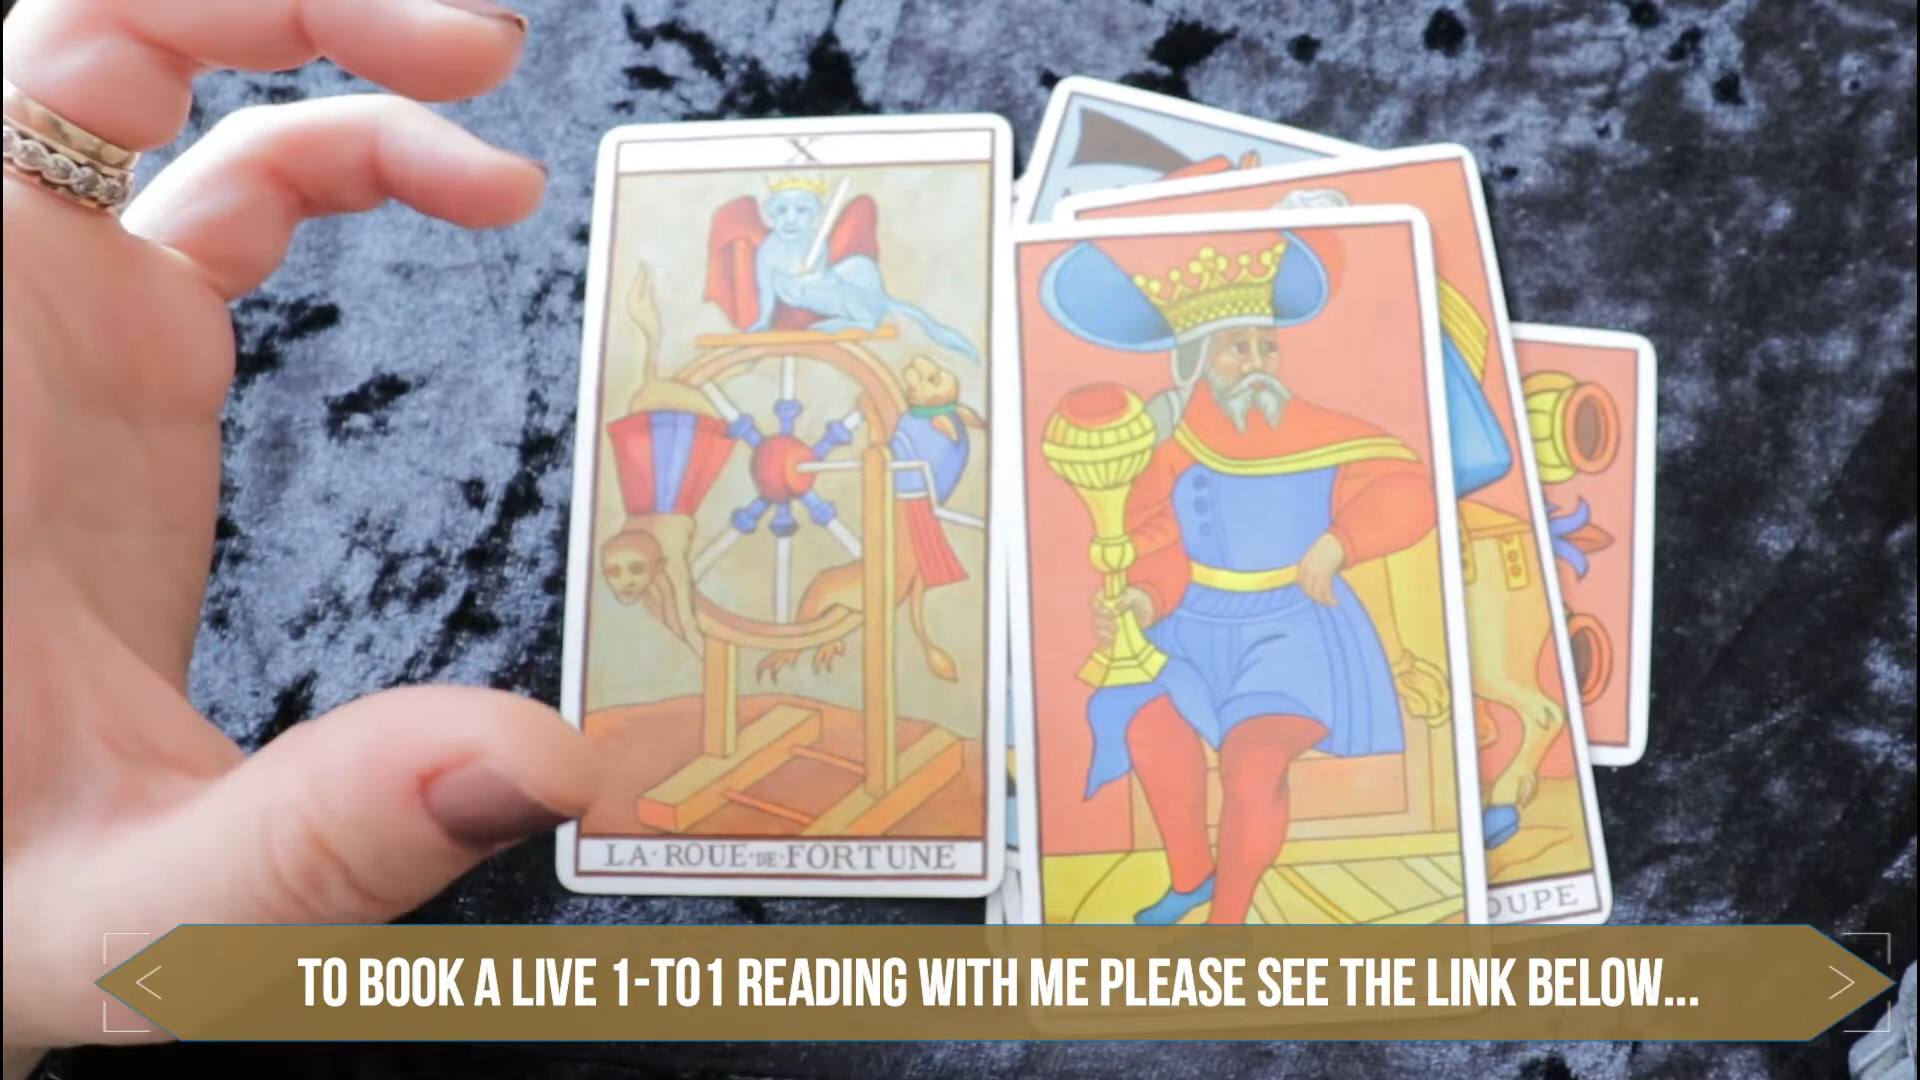 X
LA · ROUE · DE · FORTUNE
OUPE
TO BOOK A LIVE 1-TO1 READING WITH ME PLEASE SEE THE LINK BELOW...